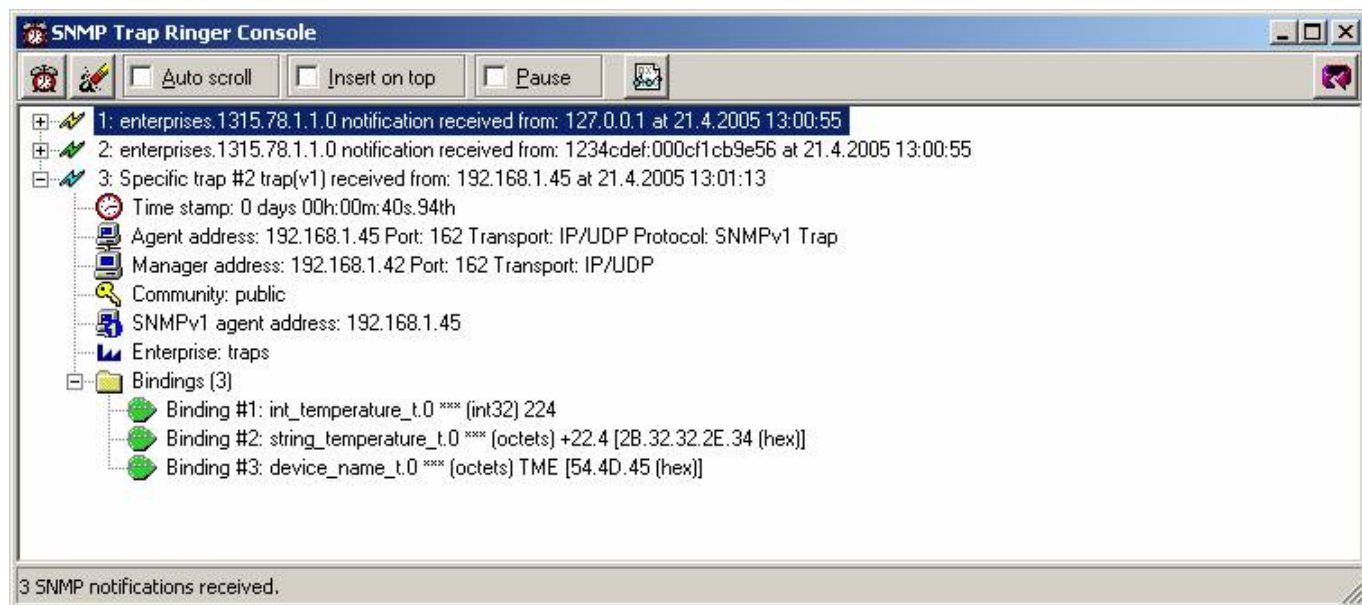 SNMP Trap Ringer Console
Auto scroll Insert on top Pause
1: enterprises.1315.78.1.1.0 notification received from: 127.0.0.1 at 21.4.2005 13:00:55
2: enterprises.1315.78.1.1.0 notification received from: 1234cdef:000cf1cb9e56 at 21.4.2005 13:00:55
3: Specific trap #2 trap(v1) received from: 192.168.1.45 at 21.4.2005 13:01:13
Time stamp: 0 days 00h:00m:40s.94th
Agent address: 192.168.1.45 Port: 162 Transport: IP/UDP Protocol: SNMPv1 Trap
Manager address: 192.168.1.42 Port: 162 Transport: IP/UDP
Community: public
SNMPv1 agent address: 192.168.1.45
Enterprise: traps
Bindings (3)
Binding #1: int_temperature_t.0 *** (int32) 224
Binding #2: string_temperature_t.0 *** (octets) +22.4 [2B.32.32.2E.34 (hex)]
Binding #3: device_name_t.0 *** (octets) TME [54.4D.45 (hex)]
3 SNMP notifications received.